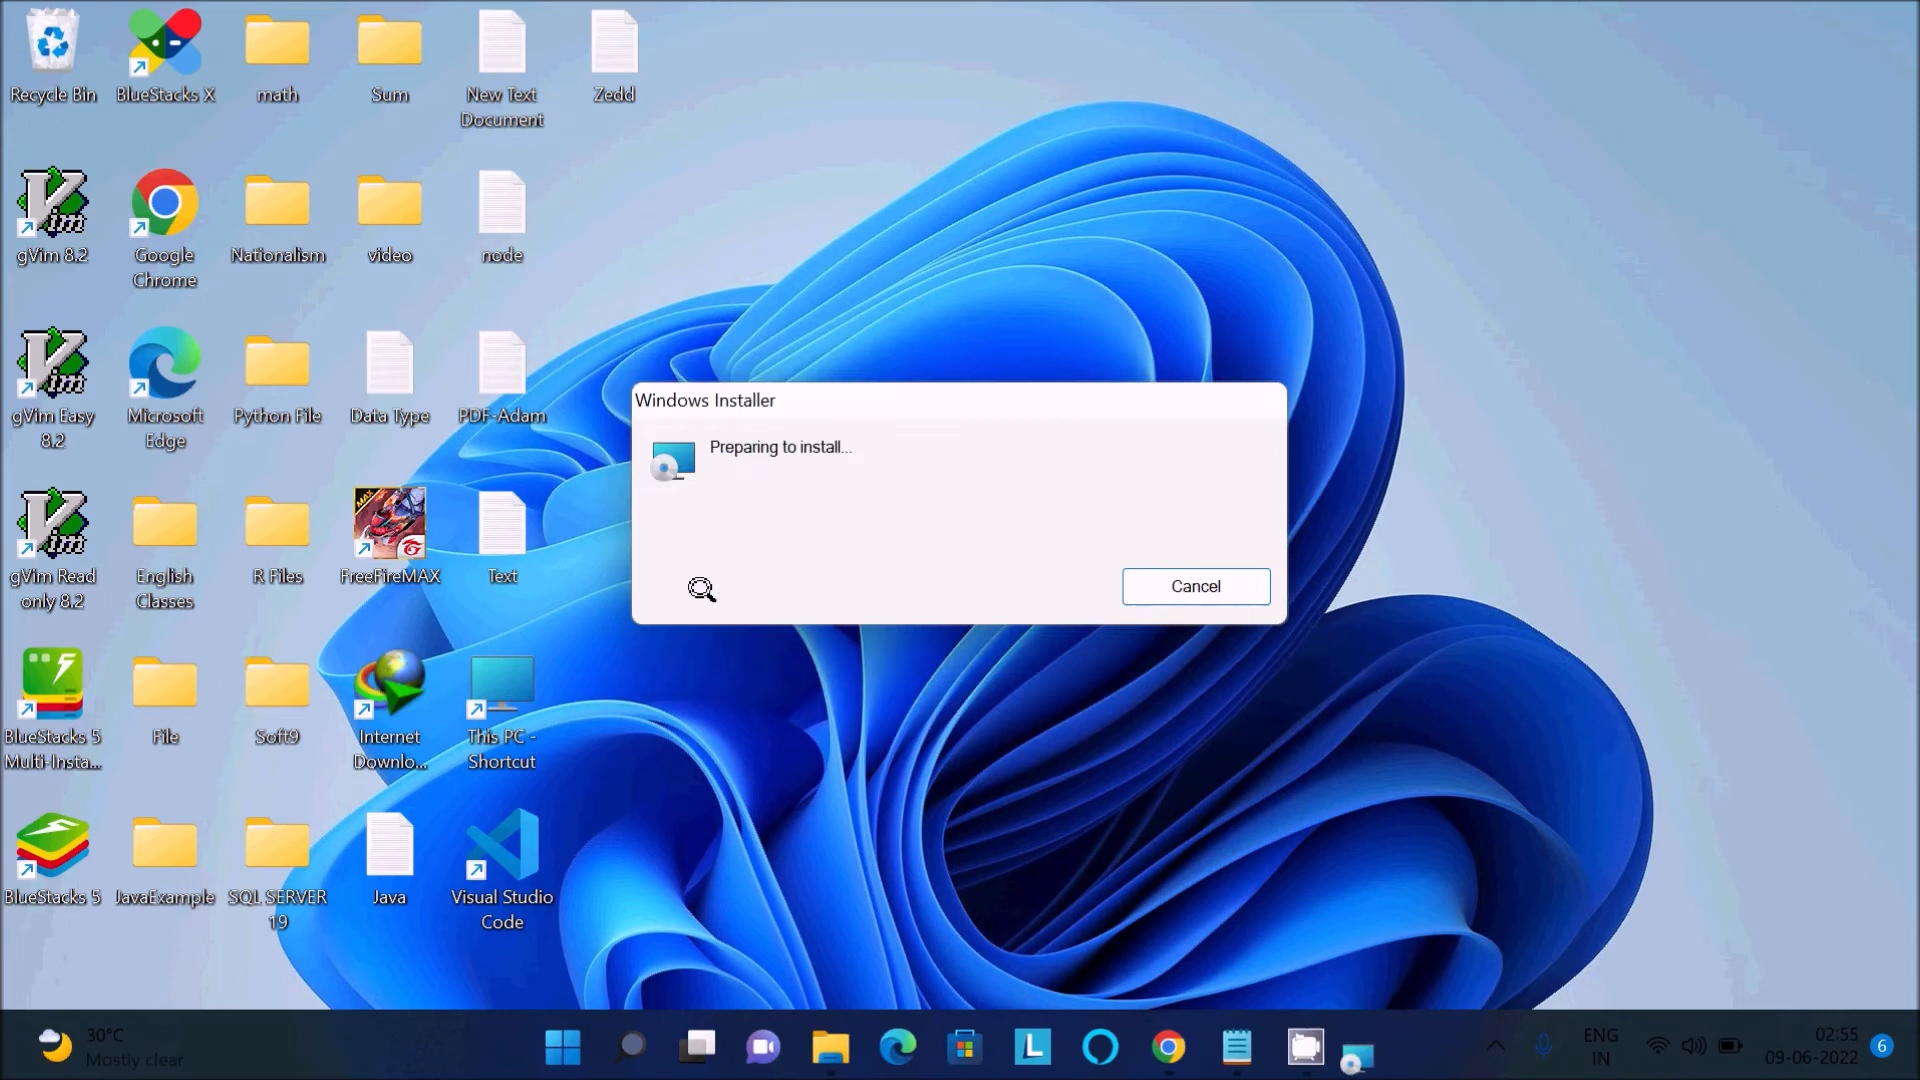 Recycle Bin
BlueStacks X
math
Sum
New Text
Document
Zedd
gVim 8.2
Google
Chrome
Nationalism
video
node
gVim Easy
8.2
Microsoft
Edge
Python File
Data Type
PDF-Adam
Windows Installer
Preparing to install...
Cancel
gVim Read
only 8.2
English
Classes
R Files
MAX
FreeFireMAX
Text
BlueStacks 5
Multi-Insta...
File
Soft9
Internet
Downlo...
This PC -
Shortcut
BlueStacks 5
JavaExample
SQL SERVER
19
Java
Visual Studio
Code
30°C
Mostly clear
L
ENG
IN
02:55
09-06-2022
6